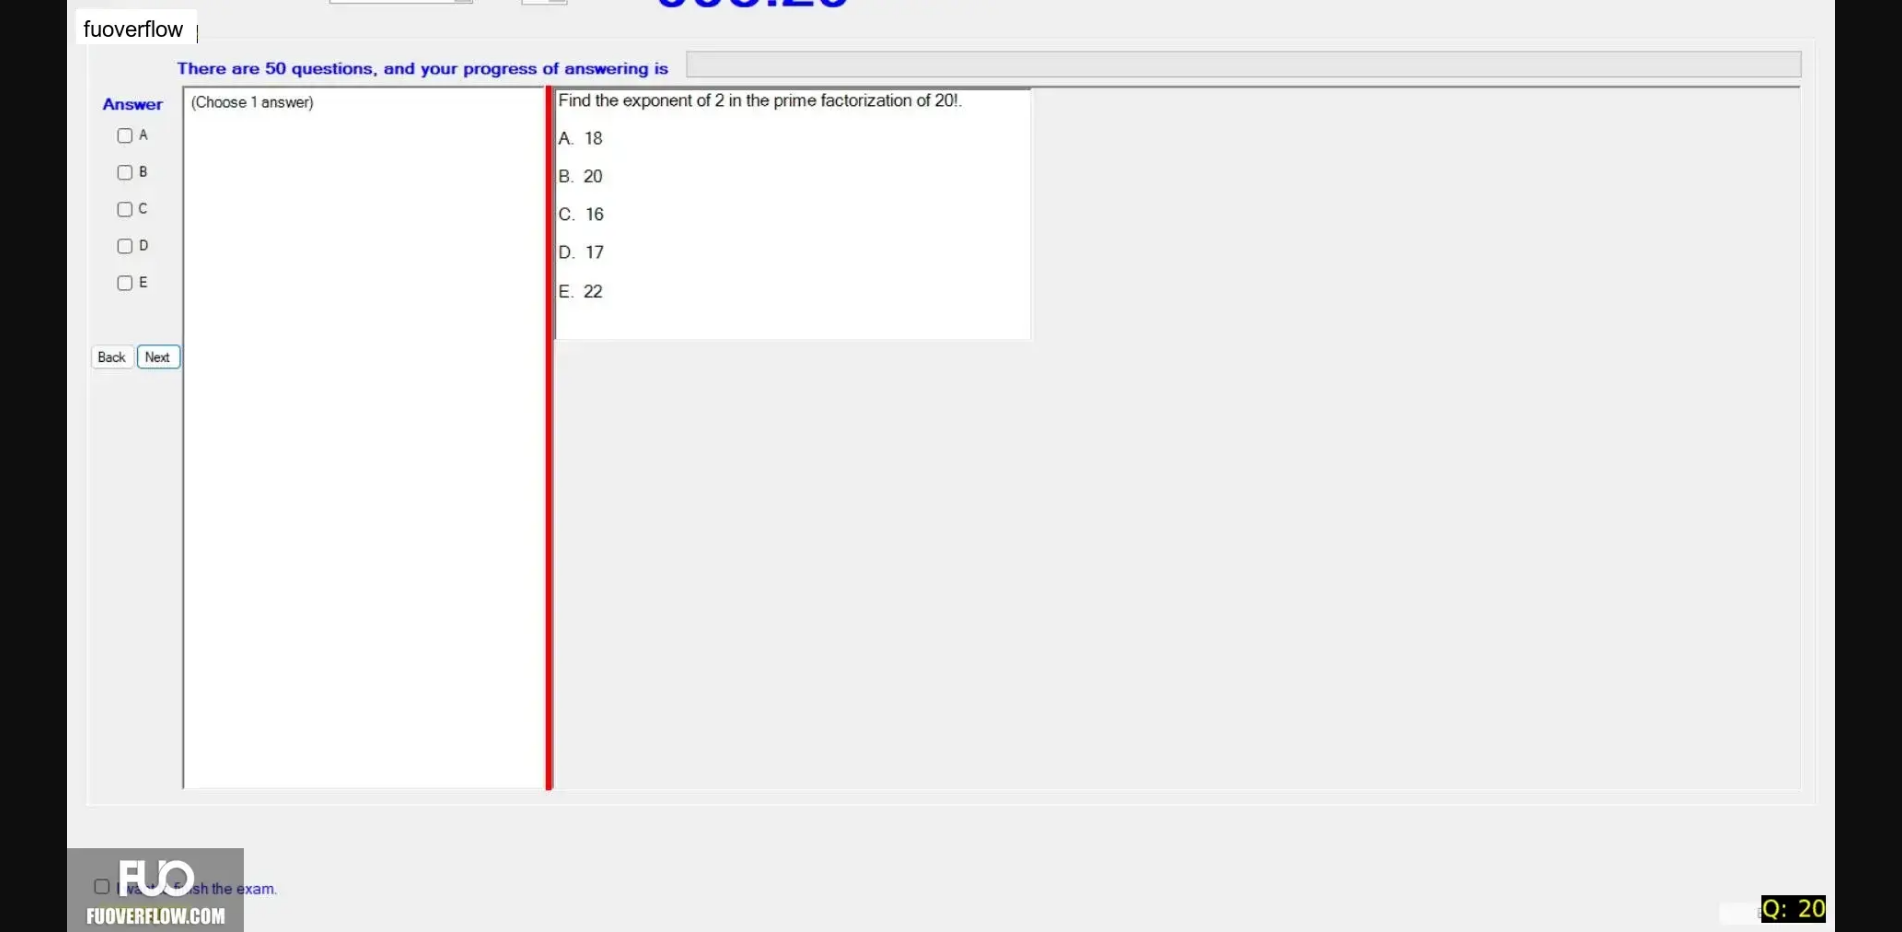 fuoverflow
There are 50 questions, and your progress of answering is
Answer
(Choose 1 answer)
Find the exponent of 2 in the prime factorization of 20!.
A
A. 18
B
B. 20
C
C. 16
D
D. 17
E
E. 22
Back
Next
FUO
finish the exam.
FUOVERFLOW.COM
Q: 20